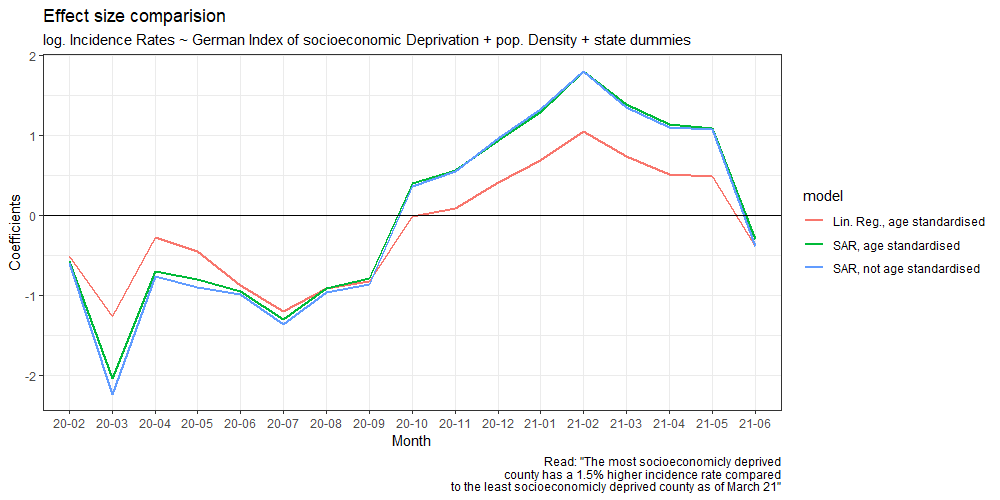 Effect size comparision
log. Incidence Rates ~ German Index of socioeconomic Deprivation + pop. Density + state dummies
2
1
0
-1
-2
Coefficients
20-02 20-03 20-04 20-05 20-06 20-07 20-08 20-09 20-10 20-11 20-12 21-01 21-02 21-03 21-04 21-05 21-06
Month
model
Lin. Reg., age standardised
SAR, age standardised
SAR, not age standardised
Read: "The most socioeconomicly deprived
county has a 1.5% higher incidence rate compared
to the least socioeconomicly deprived county as of March 21"